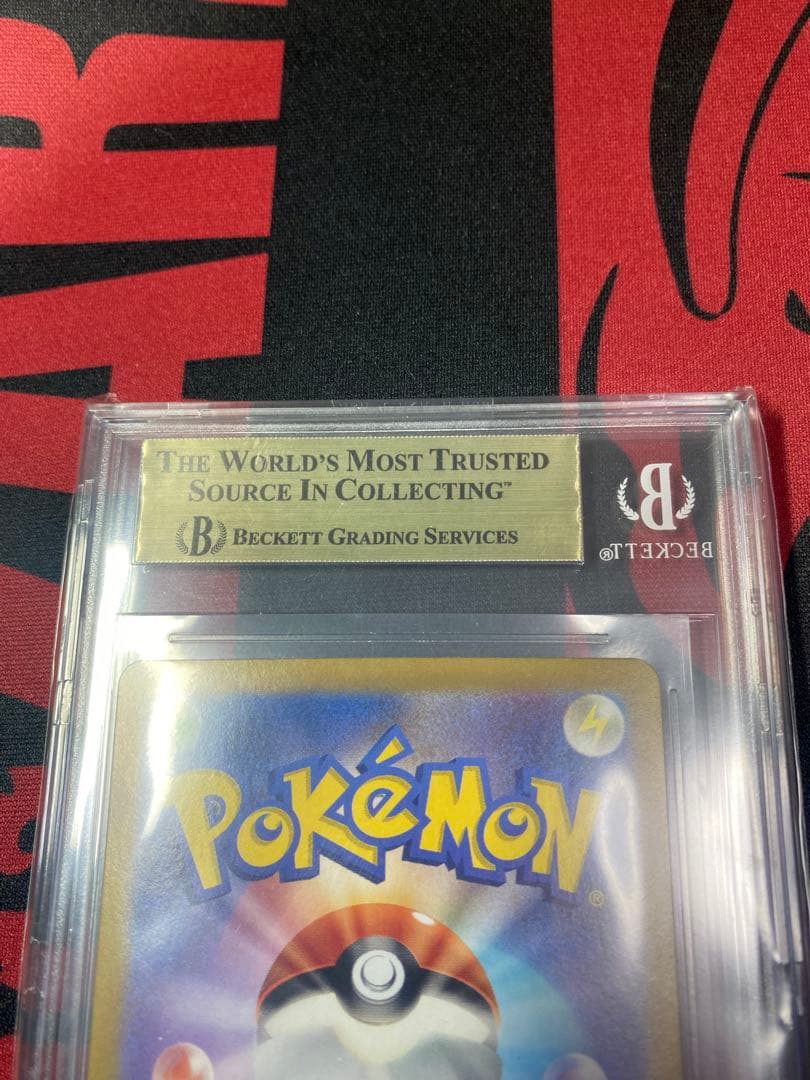 THE WORLD'S MOST TRUSTED
SOURCE IN COLLECTING™
B BECKETT GRADING SERVICES
B
BECKETT®
POKéMON®